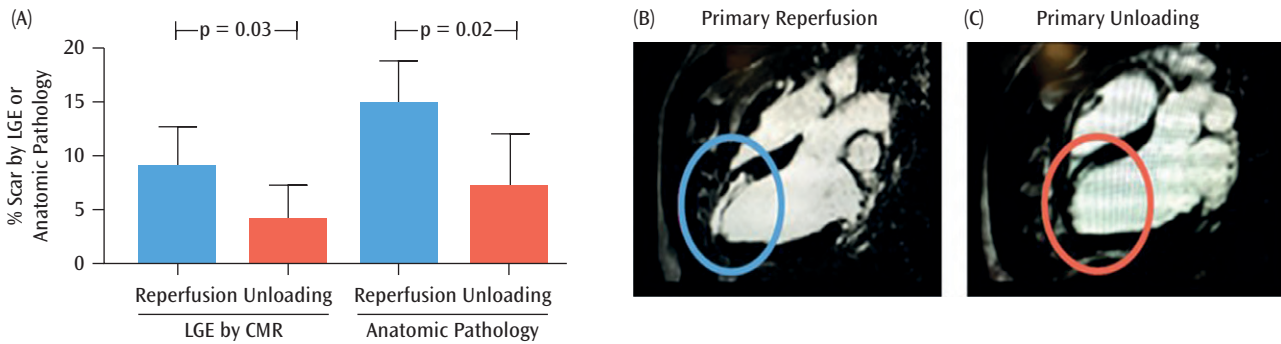 (A)
p = 0.03
p = 0.02
% Scar by LGE or
Anatomic Pathology
20
15
10
5
0
Reperfusion Unloading
Reperfusion Unloading
LGE by CMR
Anatomic Pathology
(B)
Primary Reperfusion
(C)
Primary Unloading